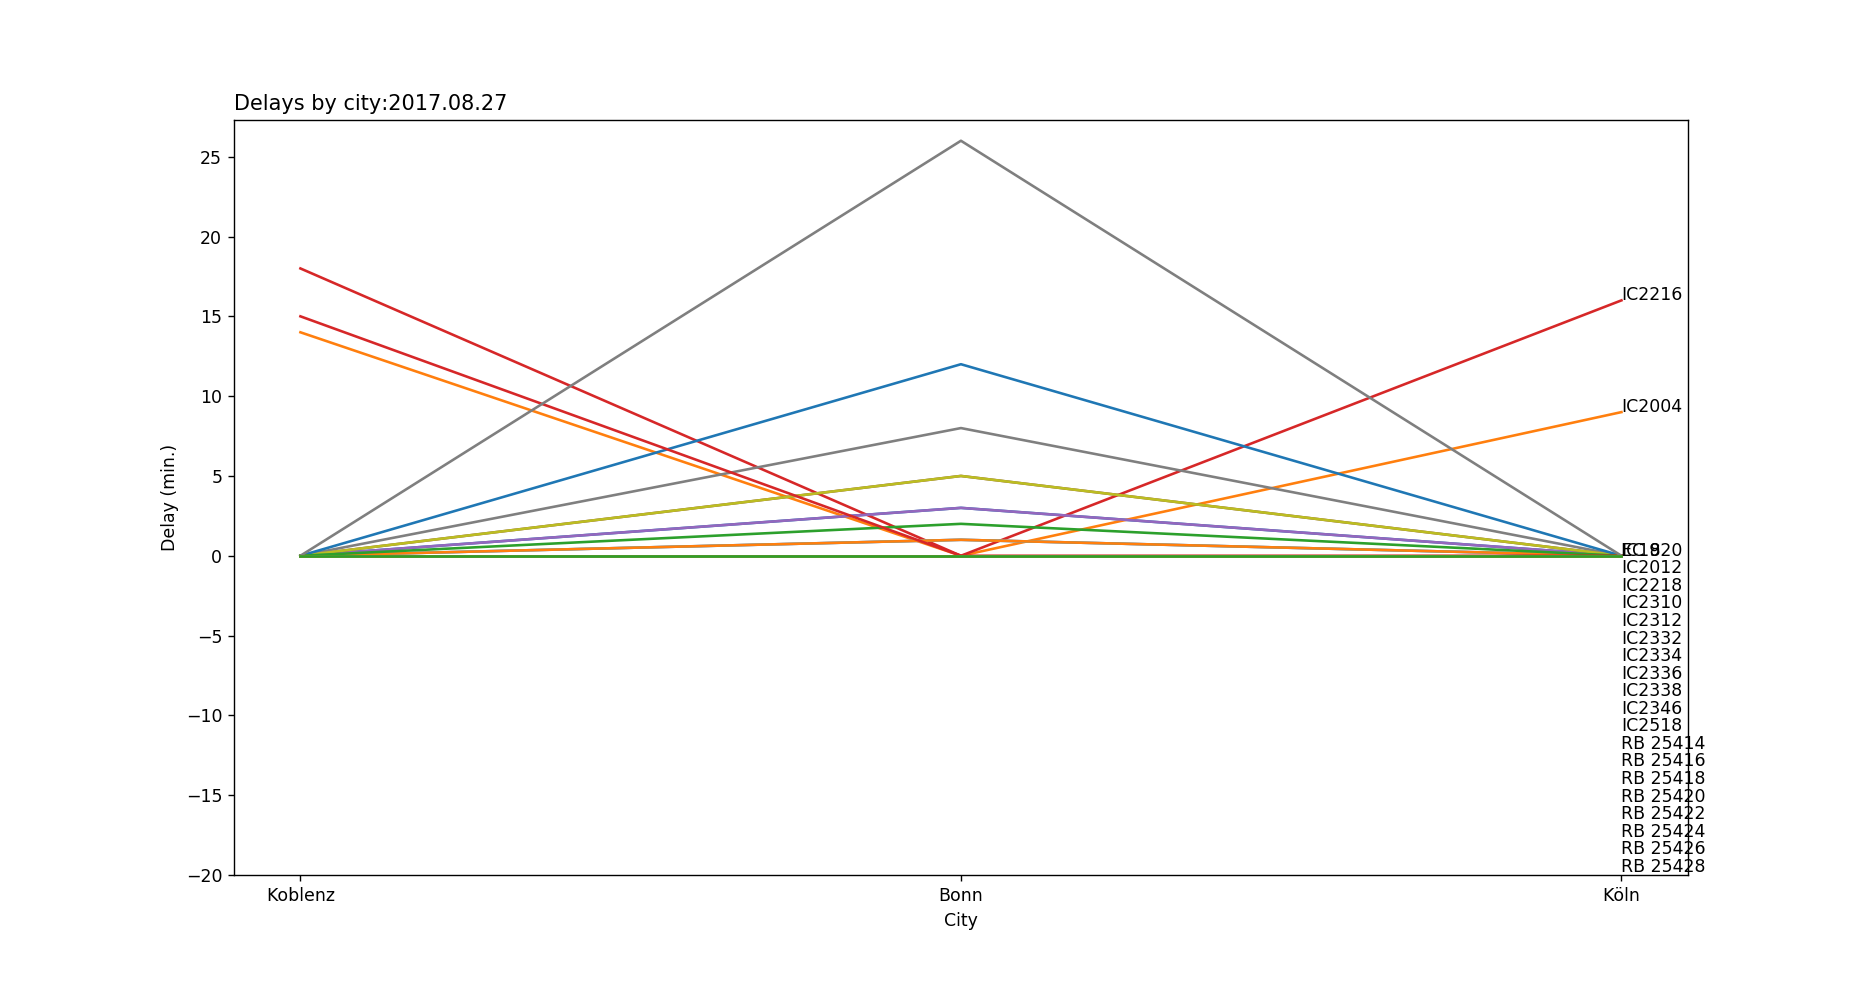 Delays by city:2017.08.27
25
20
15
10
5
0
−5
−10
−15
−20
Delay (min.)
Koblenz
Bonn
Köln
City
IC2216
IC2004
IC2012
IC2218
IC2310
IC2312
IC2332
IC2334
IC2336
IC2338
IC2346
IC2518
RB 25414
RB 25416
RB 25418
RB 25420
RB 25422
RB 25424
RB 25426
RB 25428